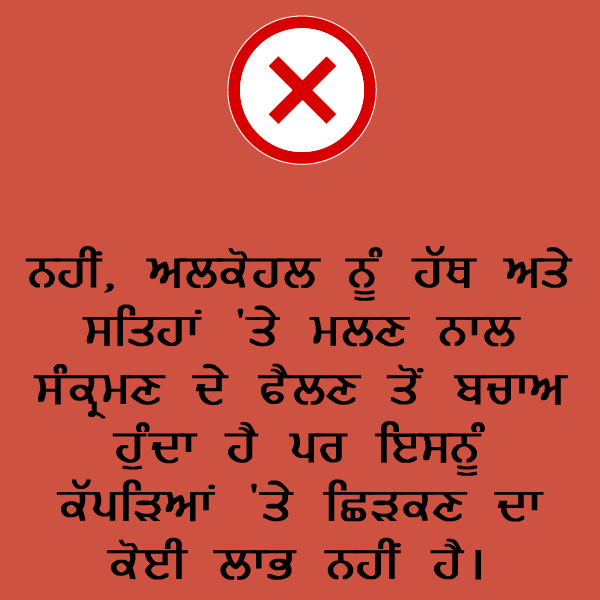 ਨਹੀਂ, ਅਲਕੋਹਲ ਨੂੰ ਹੱਥ ਅਤੇ
ਸਤਿਹਾਂ 'ਤੇ ਮਲਣ ਨਾਲ
ਸੰਕ੍ਰਮਣ ਦੇ ਫੈਲਣ ਤੋਂ ਬਚਾਅ
ਹੁੰਦਾ ਹੈ ਪਰ ਇਸਨੂੰ
ਕੱਪੜਿਆਂ 'ਤੇ ਛਿੜਕਣ ਦਾ
ਕੋਈ ਲਾਭ ਨਹੀਂ ਹੈ।